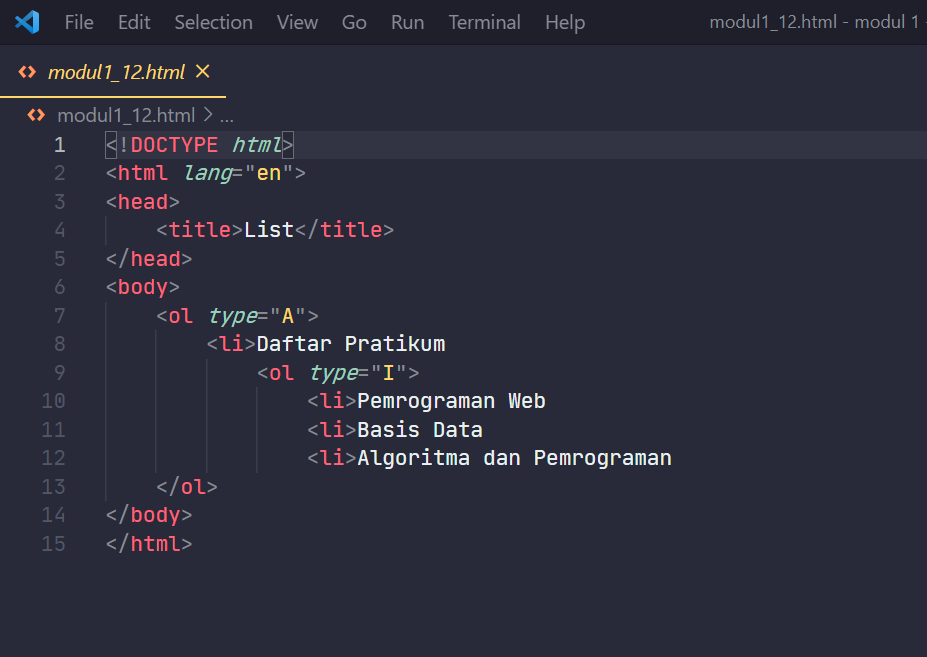 File Edit Selection View Go Run Terminal Help modul1_12.html - modul 1 -
modul1_12.html
modul1_12.html > ...
1 <!DOCTYPE html>
2 <html lang="en">
3 <head>
4     <title>List</title>
5 </head>
6 <body>
7     <ol type="A">
8         <li>Daftar Pratikum
9             <ol type="I">
10                 <li>Pemrograman Web
11                 <li>Basis Data
12                 <li>Algoritma dan Pemrograman
13     </ol>
14 </body>
15 </html>